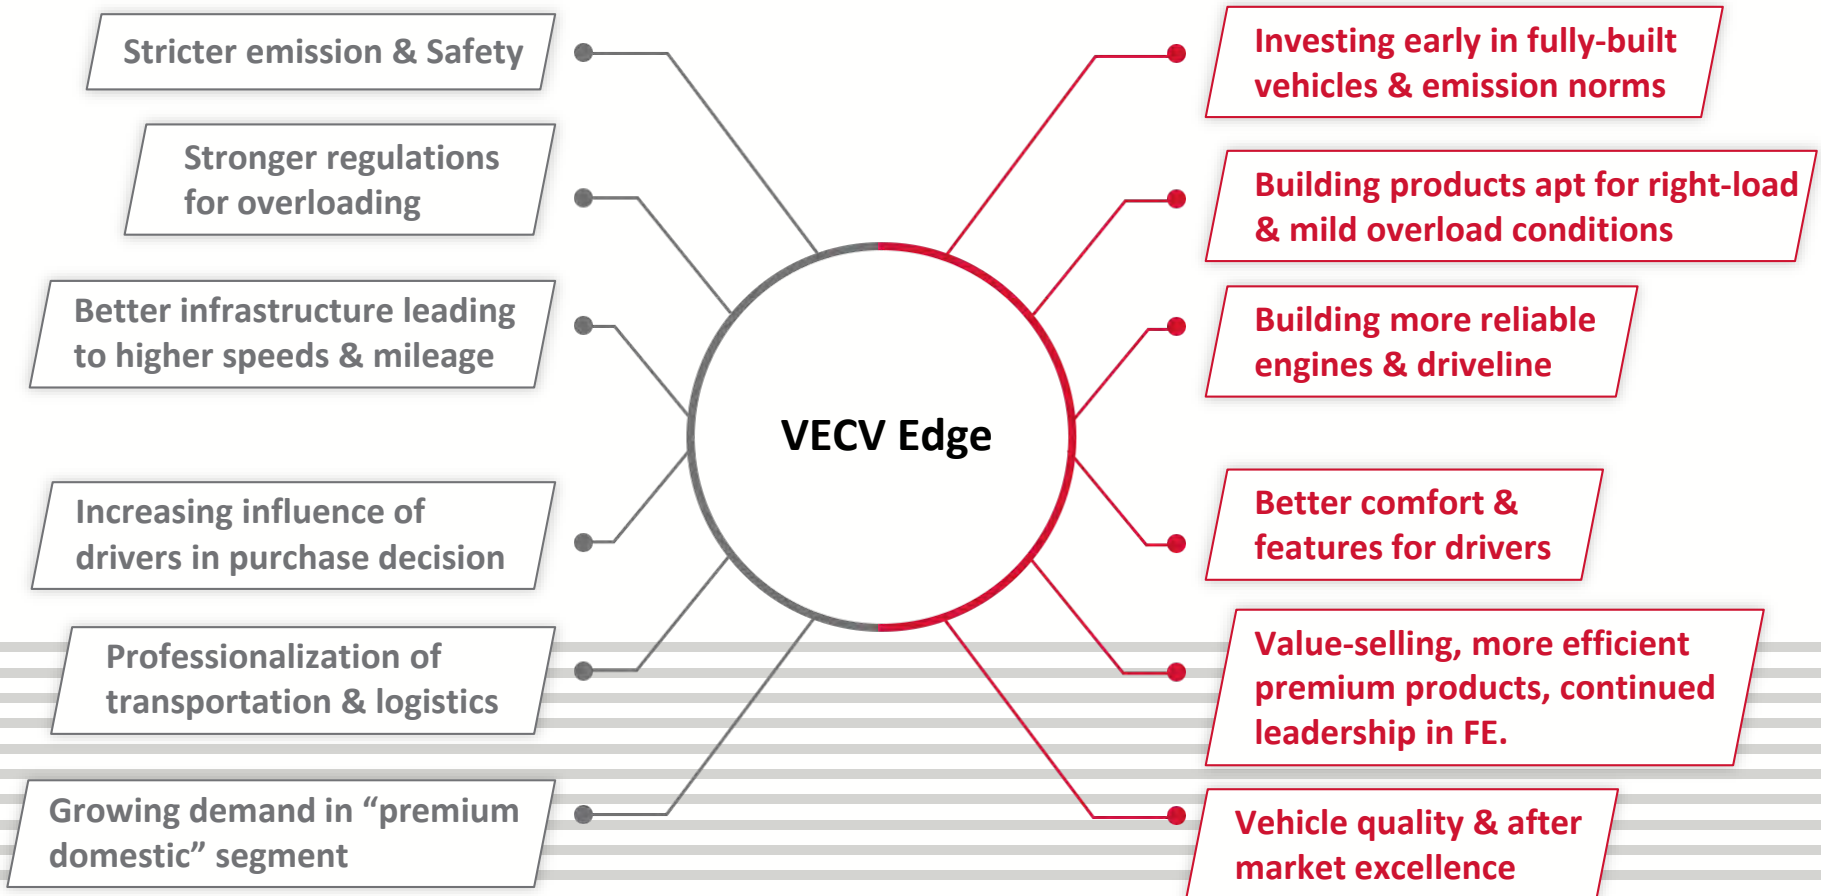 Stricter emission & Safety
Stronger regulations
for overloading
Better infrastructure leading
to higher speeds & mileage
Increasing influence of
drivers in purchase decision
Professionalization of
transportation & logistics
Growing demand in “premium
domestic” segment
VECV Edge
Investing early in fully-built
vehicles & emission norms
Building products apt for right-load
& mild overload conditions
Building more reliable
engines & driveline
Better comfort &
features for drivers
Value-selling, more efficient
premium products, continued
leadership in FE.
Vehicle quality & after
market excellence